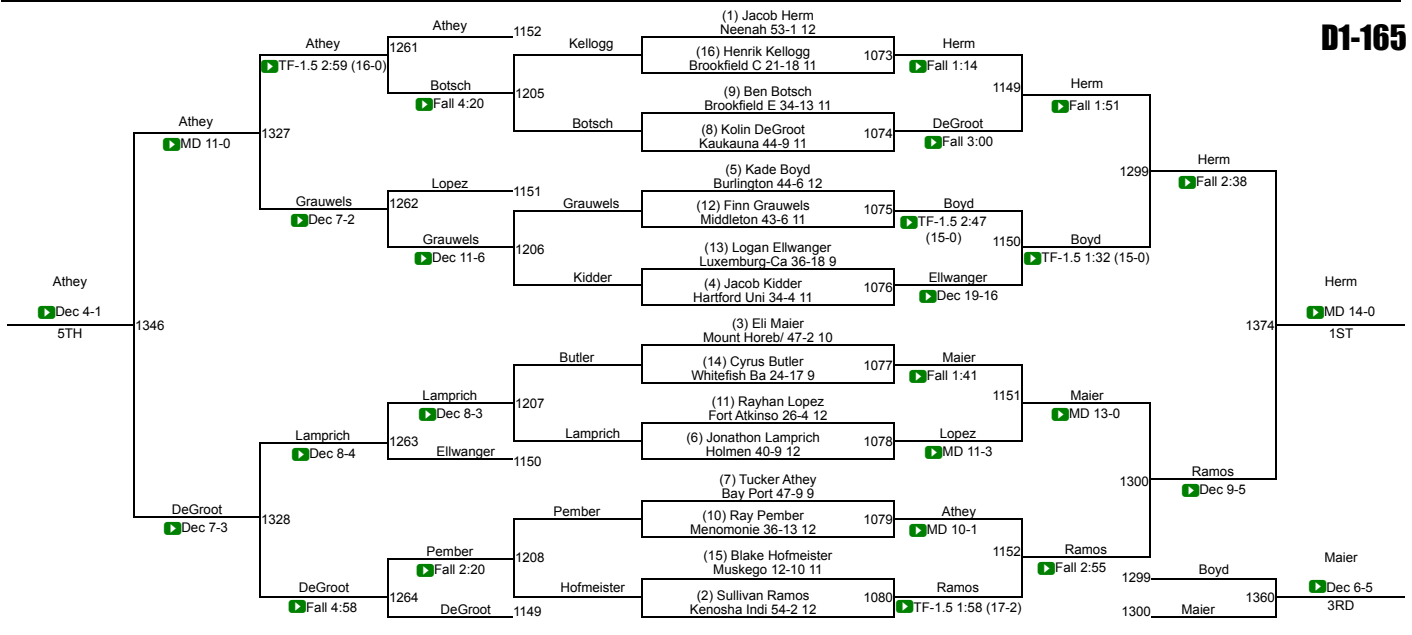 D1-165
(1) Jacob Herm
Neenah 53-1 12
(16) Henrik Kellogg
Brookfield C 21-18 11
1073
(9) Ben Botsch
Brookfield E 34-13 11
(8) Kolin DeGroot
Kaukauna 44-9 11
1074
(5) Kade Boyd
Burlington 44-6 12
(12) Finn Grauwels
Middleton 43-6 11
1075
(13) Logan Ellwanger
Luxemburg-Ca 36-18 9
(4) Jacob Kidder
Hartford Uni 34-4 11
1076
(3) Eli Maier
Mount Horeb/ 47-2 10
(14) Cyrus Butler
Whitefish Ba 24-17 9
1077
(11) Rayhan Lopez
Fort Atkinso 26-4 12
(6) Jonathon Lamprich
Holmen 40-9 12
1078
(7) Tucker Athey
Bay Port 47-9 9
(10) Ray Pember
Menomonie 36-13 12
1079
(15) Blake Hofmeister
Muskego 12-10 11
(2) Sullivan Ramos
Kenosha Indi 54-2 12
1080
Herm
Fall 1:14
1149
DeGroot
Fall 3:00
Boyd
TF-1.5 2:47
(15-0)
1150
Ellwanger
Dec 19-16
Maier
Fall 1:41
1151
Lopez
MD 11-3
Athey
MD 10-1
1152
Ramos
TF-1.5 1:58 (17-2)
Herm
Fall 1:51
1299
Boyd
TF-1.5 1:32 (15-0)
Maier
MD 13-0
1300
Ramos
Fall 2:55
Herm
Fall 2:38
1374
Ramos
Dec 9-5
Herm
MD 14-0
1ST
1299
Boyd
1360
1300
Maier
Maier
Dec 6-5
3RD
Kellogg
1205
Botsch
Grauwels
1206
Kidder
Butler
1207
Lamprich
Pember
1208
Hofmeister
Athey
1152
1261
Botsch
Fall 4:20
Lopez
1151
1262
Grauwels
Dec 11-6
Lamprich
Dec 8-3
1263
Ellwanger
1150
Pember
Fall 2:20
1264
DeGroot
1149
Athey
TF-1.5 2:59 (16-0)
1327
Grauwels
Dec 7-2
Lamprich
Dec 8-4
1328
DeGroot
Fall 4:58
Athey
MD 11-0
1346
DeGroot
Dec 7-3
Athey
Dec 4-1
5TH